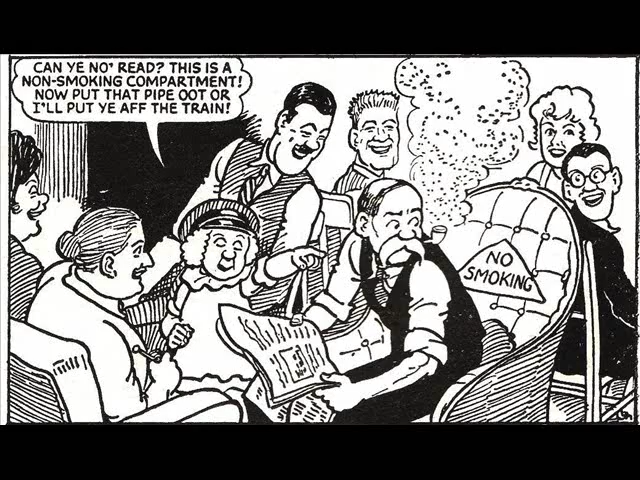 CAN YE NO' READ? THIS IS A
NON-SMOKING COMPARTMENT!
NOW PUT THAT PIPE OOT OR
I'LL PUT YE AFF THE TRAIN!
NO
SMOKING